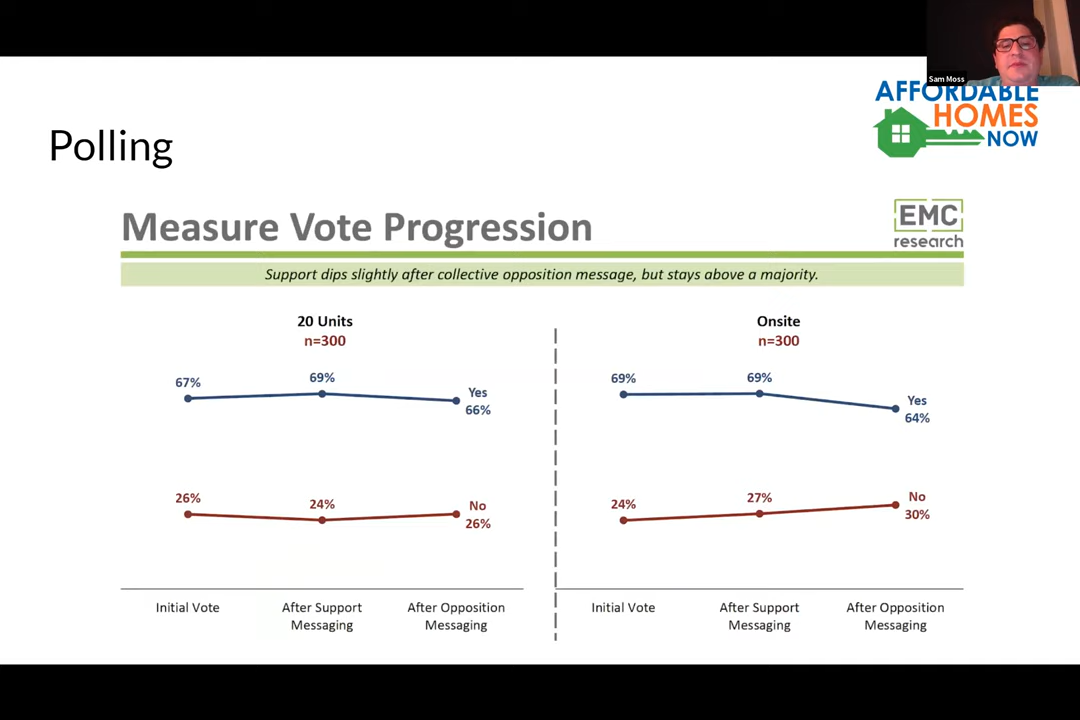 Sam Moss
AFFORDABLE
HOMES
NOW
Polling
Measure Vote Progression
EMC
research
Support dips slightly after collective opposition message, but stays above a majority.
20 Units
n=300
67%
69%
Yes
66%
26%
24%
No
26%
Initial Vote
After Support
Messaging
After Opposition
Messaging
Onsite
n=300
69%
69%
Yes
64%
24%
27%
No
30%
Initial Vote
After Support
Messaging
After Opposition
Messaging